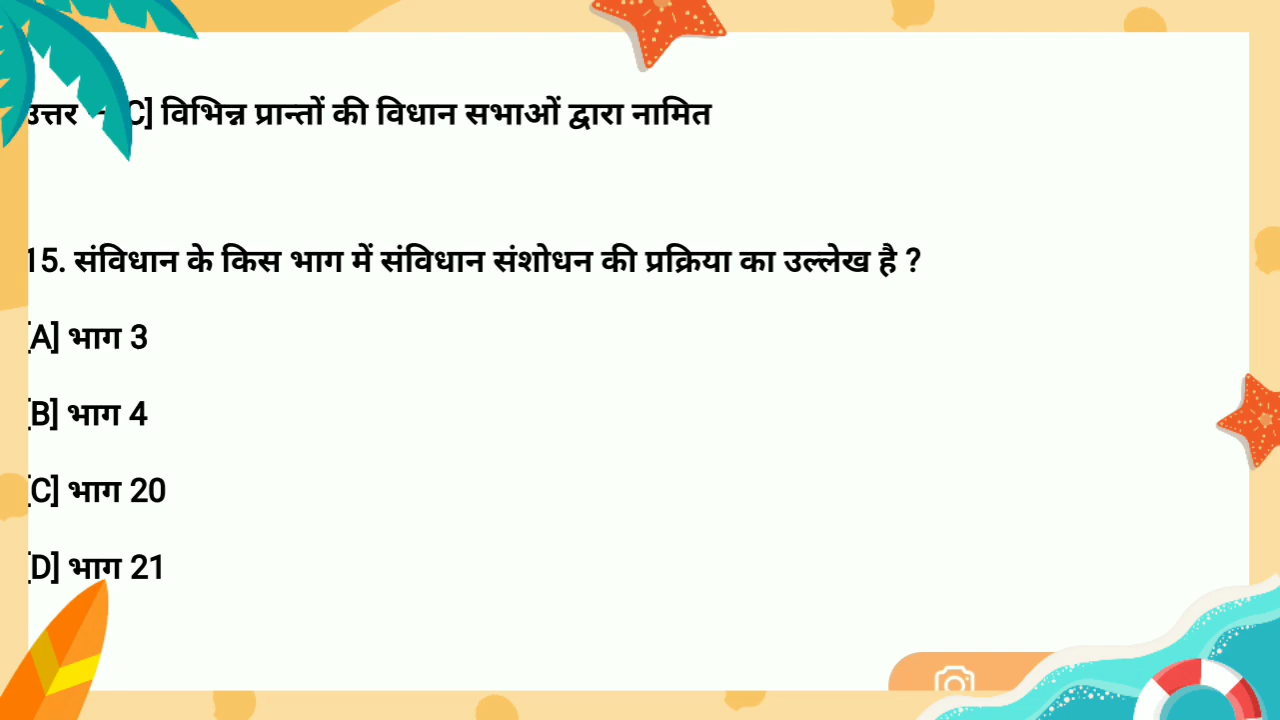 उत्तर – [C] विभिन्न प्रान्तों की विधान सभाओं द्वारा नामित
15. संविधान के किस भाग में संविधान संशोधन की प्रक्रिया का उल्लेख है ?
[A] भाग 3
[B] भाग 4
[C] भाग 20
[D] भाग 21